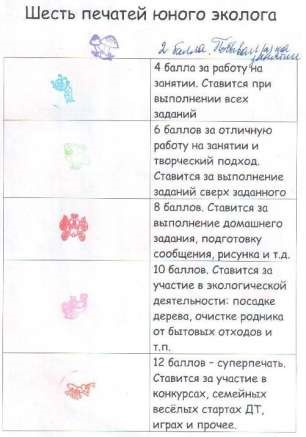 Шесть печатей юного эколога
2 балла. Побывал раз на
занятии
4 балла за работу на
занятии. Ставится при
выполнении всех
заданий
6 баллов за отличную
работу на занятии и
творческий подход.
Ставится за выполнение
заданий сверх заданного
8 баллов. Ставится за
выполнение домашнего
задания, подготовку
сообщения, рисунка и т.д.
10 баллов. Ставится за
участие в экологической
деятельности: посадке
дерева, очистке родника
от бытовых отходов и
т.п.
12 баллов – суперпечать.
Ставится за участие в
конкурсах, семейных
весёлых стартах ДТ,
играх и прочее.